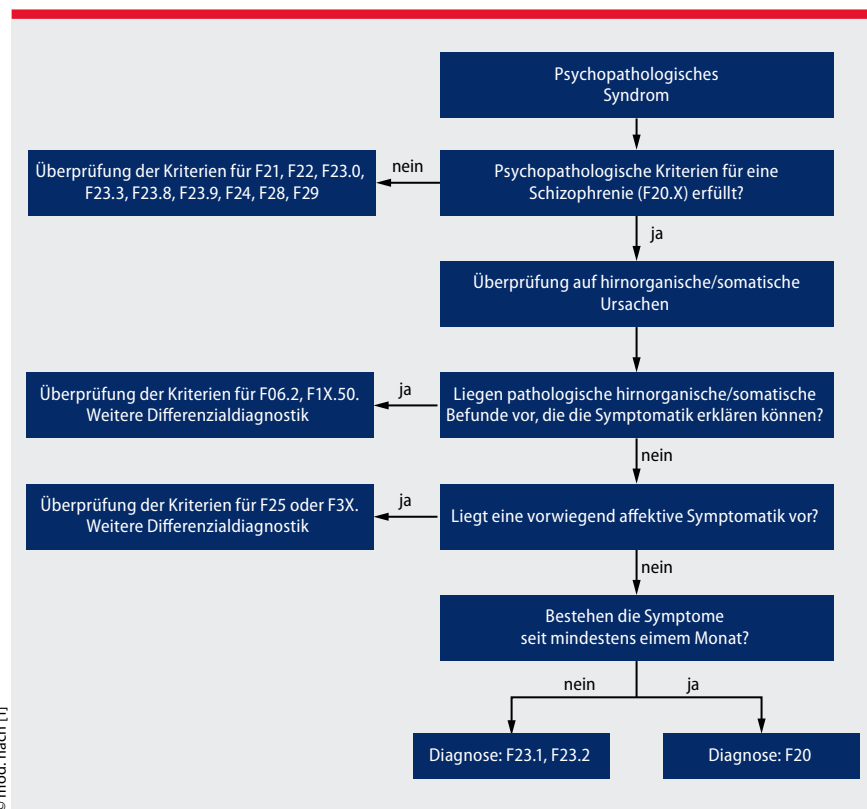 Psychopathologisches
Syndrom
nein
Überprüfung der Kriterien für F21, F22, F23.0,
F23.3, F23.8, F23.9, F24, F28, F29
Psychopathologische Kriterien für eine
Schizophrenie (F20.X) erfüllt?
ja
Überprüfung auf hirnorganische/somatische
Ursachen
ja
Überprüfung der Kriterien für F06.2, F1X.50.
Weitere Differenzialdiagnostik
Liegen pathologische hirnorganische/somatische
Befunde vor, die die Symptomatik erklären können?
nein
Überprüfung der Kriterien für F25 oder F3X.
Weitere Differenzialdiagnostik
ja
Liegt eine vorwiegend affektive Symptomatik vor?
nein
Bestehen die Symptome
seit mindestens eimem Monat?
nein
ja
Diagnose: F23.1, F23.2
Diagnose: F20
© mod. nach [1]